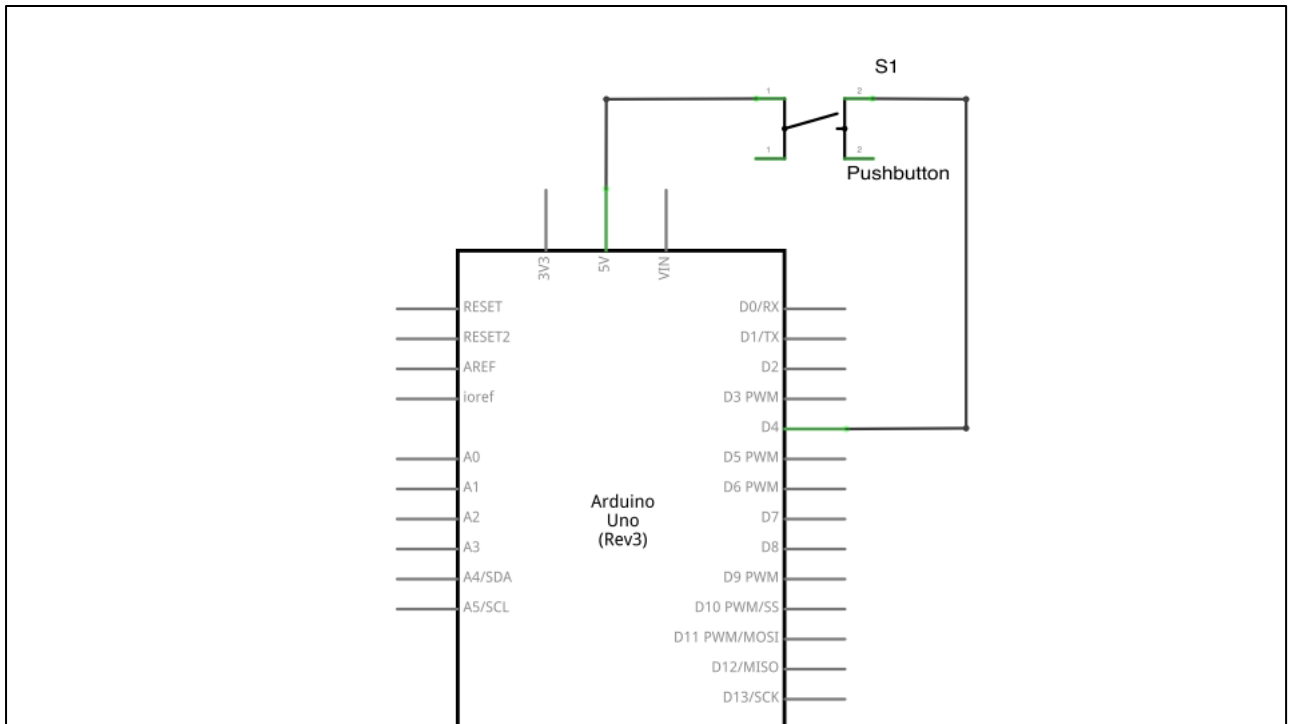 S1
1
2
1
2
Pushbutton
3V3
5V
VIN
RESET
D0/RX
RESET2
D1/TX
AREF
D2
ioref
D3 PWM
D4
A0
D5 PWM
A1
D6 PWM
Arduino
Uno
(Rev3)
A2
D7
A3
D8
A4/SDA
D9 PWM
A5/SCL
D10 PWM/SS
D11 PWM/MOSI
D12/MISO
D13/SCK